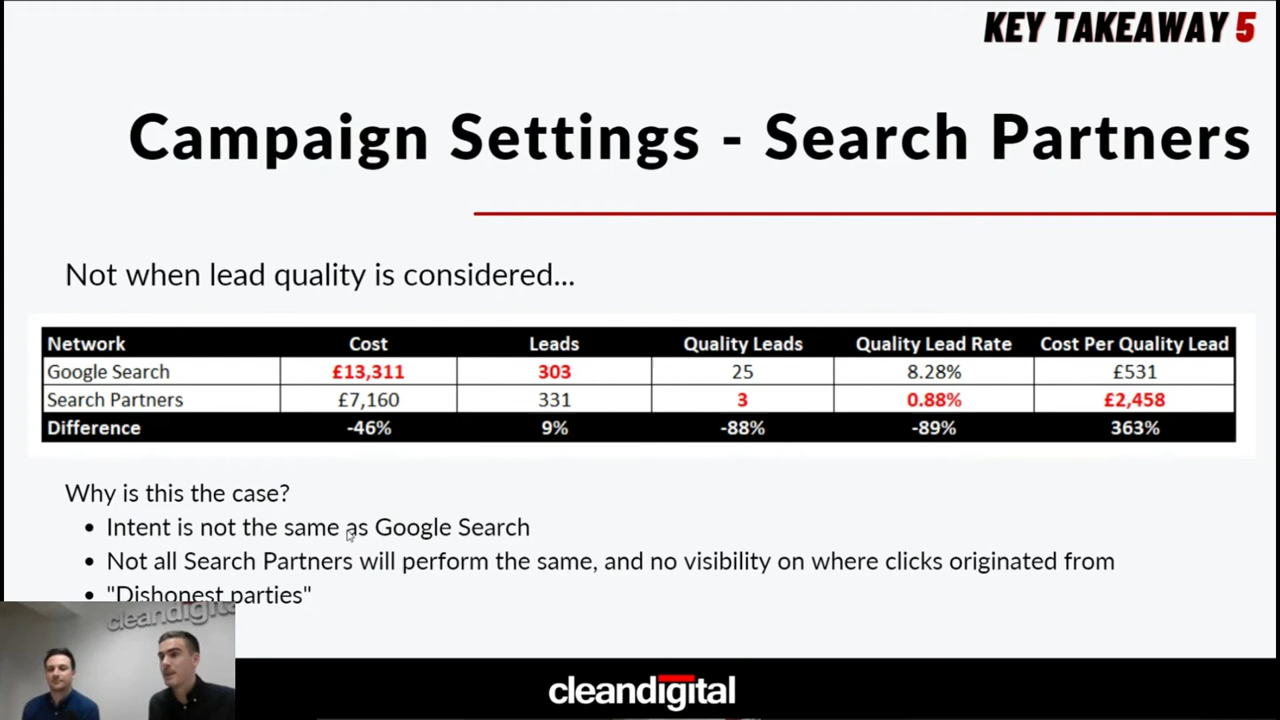 KEY TAKEAWAY 5
Campaign Settings - Search Partners
Not when lead quality is considered...
Network Cost Leads Quality Leads Quality Lead Rate Cost Per Quality Lead
Google Search £13,311 303 25 8.28% £531
Search Partners £7,160 331 3 0.88% £2,458
Difference -46% 9% -88% -89% 363%
Why is this the case?
• Intent is not the same as Google Search
• Not all Search Partners will perform the same, and no visibility on where clicks originated from
• "Dishonest parties"
cleandigital
cleandigital